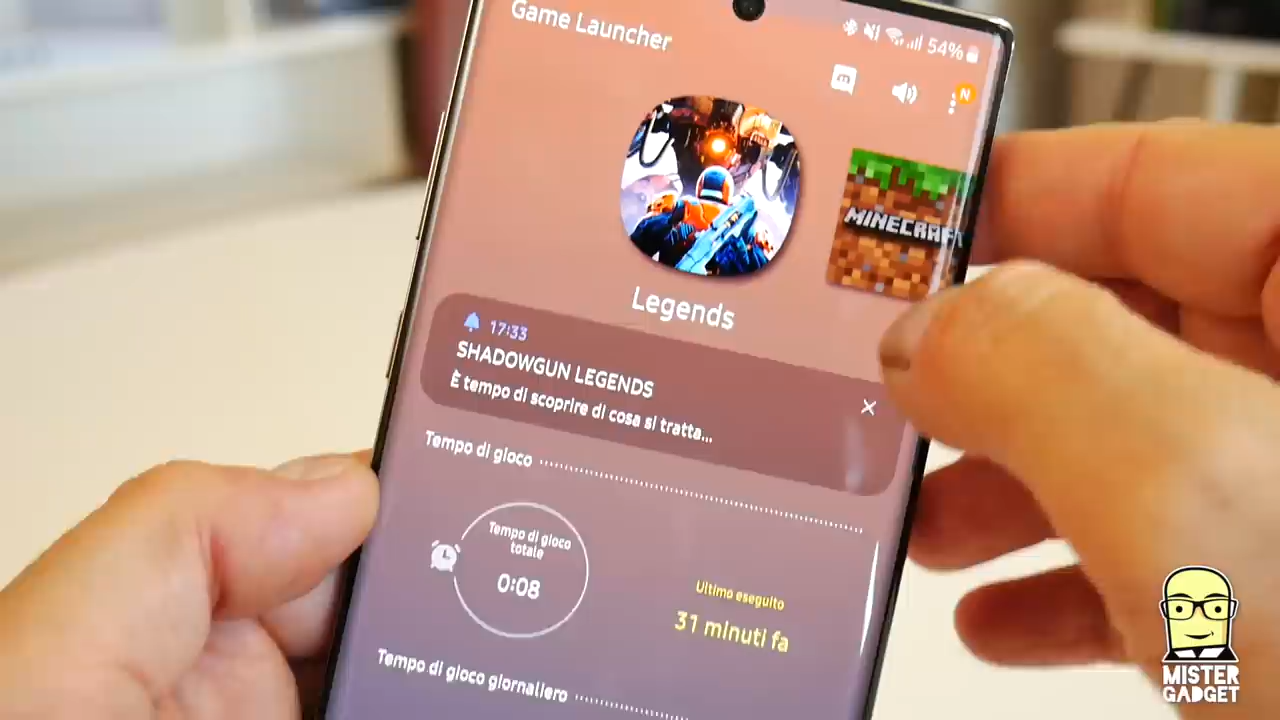 Game Launcher
54%
N
MINECRAFT
Legends
17:33
SHADOWGUN LEGENDS
È tempo di scoprire di cosa si tratta...
Tempo di gioco
Tempo di gioco
totale
0:08
Ultimo eseguito
31 minuti fa
Tempo di gioco giornaliero
MISTER
GADGET